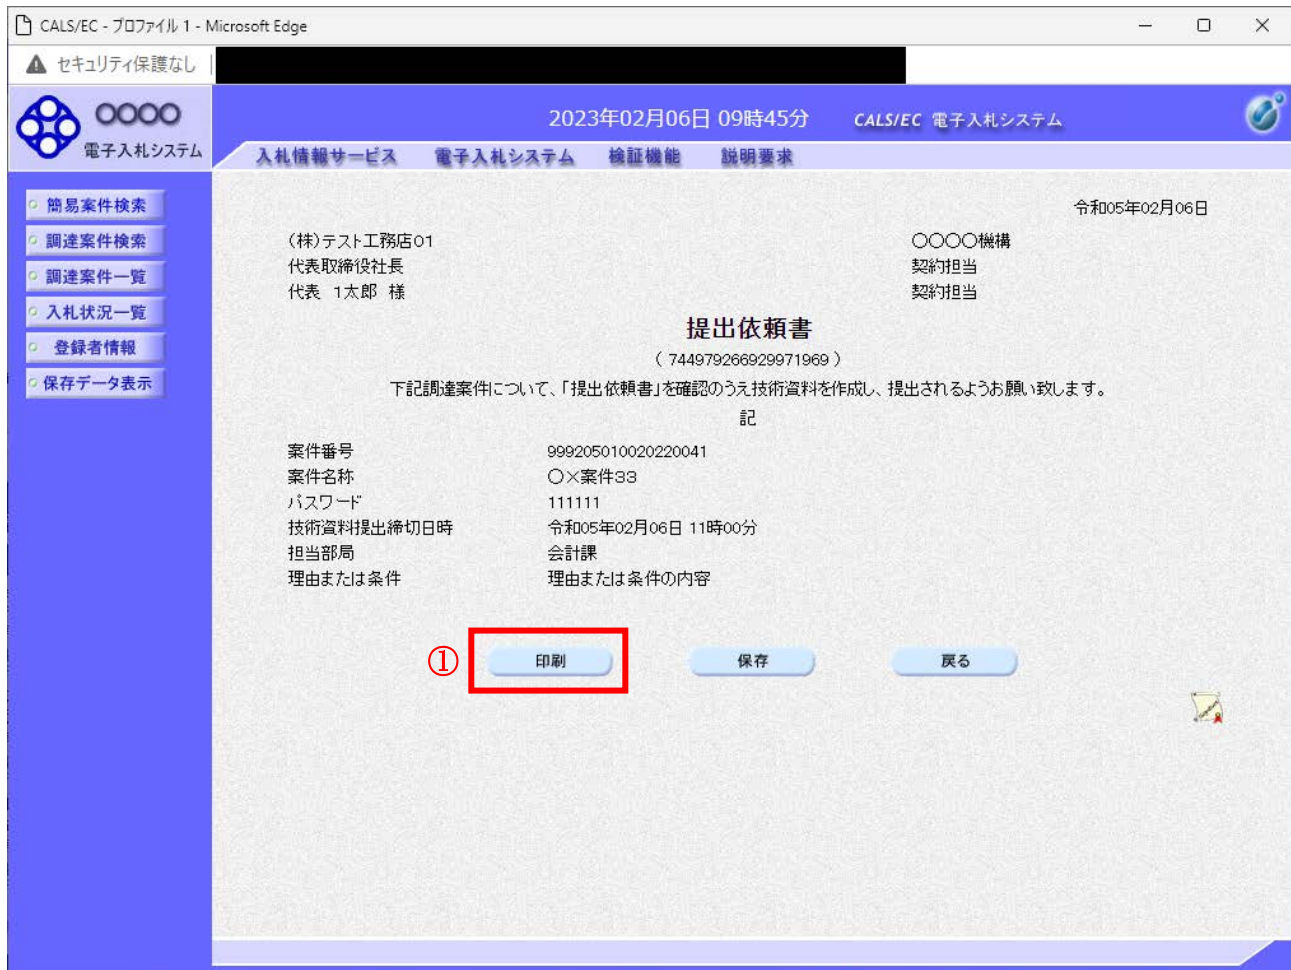 CALS/EC - プロファイル 1 - Microsoft Edge
セキュリティ保護なし
〇〇〇〇
電子入札システム
2023年02月06日 09時45分
CALS/EC 電子入札システム
入札情報サービス 電子入札システム 検証機能 説明要求
簡易案件検索
調達案件検索
調達案件一覧
入札状況一覧
登録者情報
保存データ表示
令和05年02月06日
(株)テスト工務店01
代表取締役社長
代表 1太郎 様
〇〇〇〇機構
契約担当
契約担当
提出依頼書
( 744979266929971969 )
下記調達案件について、「提出依頼書」を確認のうえ技術資料を作成し、提出されるようお願い致します。
記
案件番号 999205010020220041
案件名称 〇×案件33
パスワード 111111
技術資料提出締切日時 令和05年02月06日 11時00分
担当部局 会計課
理由または条件 理由または条件の内容
① 印刷 保存 戻る